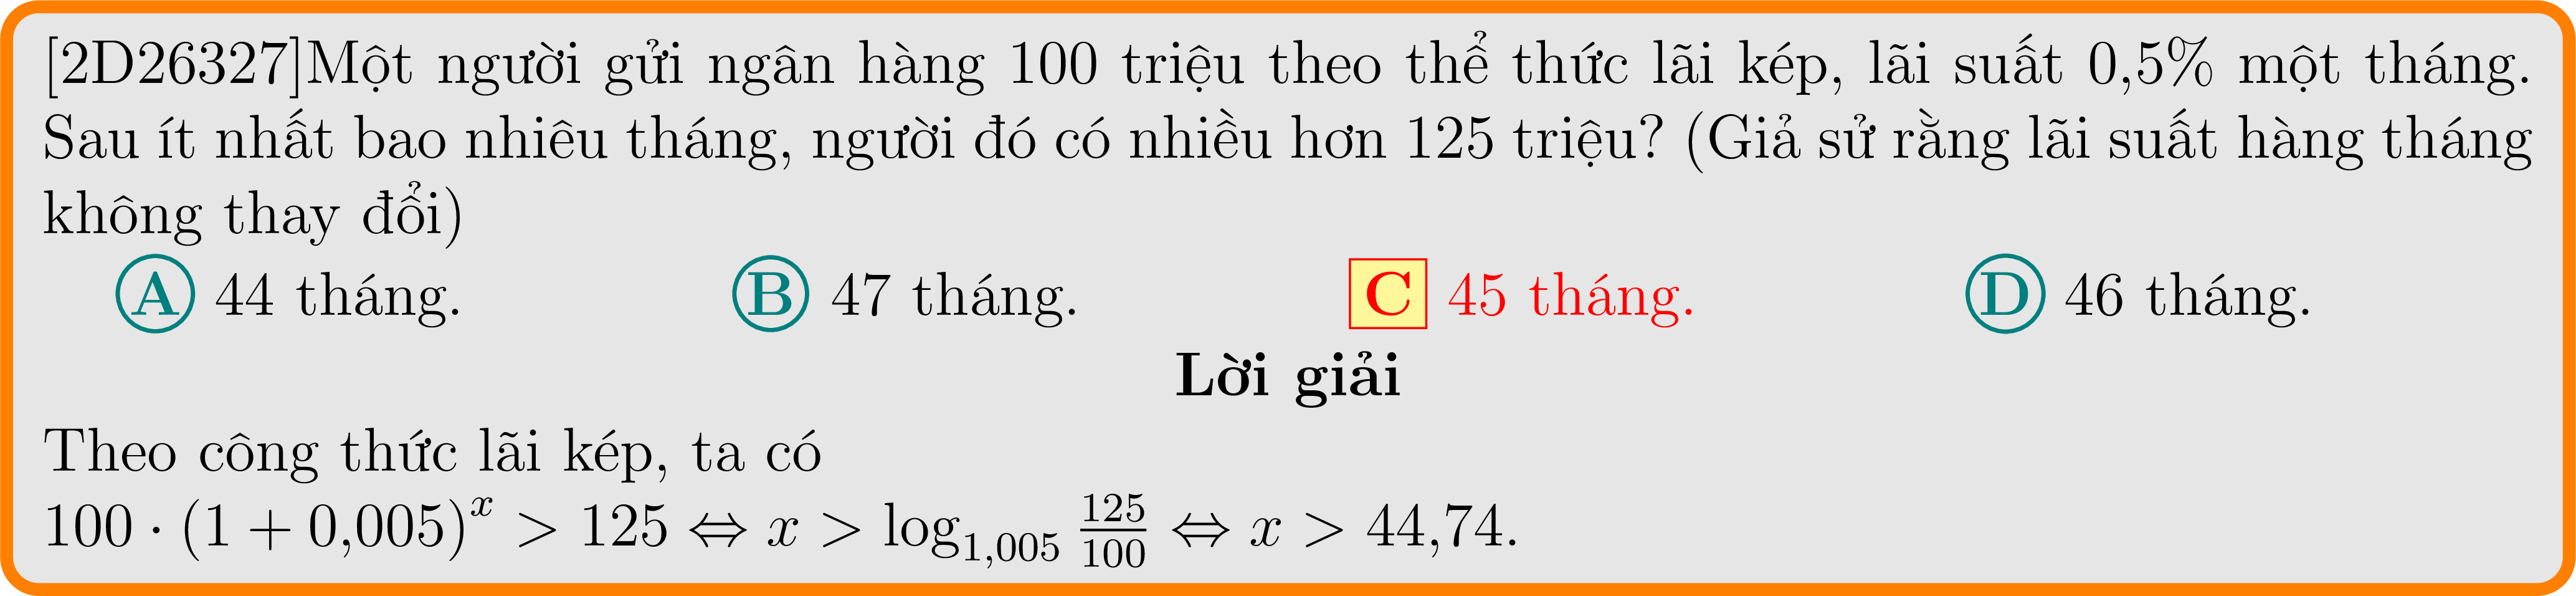 [2D26327]Một người gửi ngân hàng 100 triệu theo thể thức lãi kép, lãi suất 0,5% một tháng.
Sau ít nhất bao nhiêu tháng, người đó có nhiều hơn 125 triệu? (Giả sử rằng lãi suất hàng tháng
không thay đổi)
A 44 tháng. B 47 tháng. C 45 tháng. D 46 tháng.
Lời giải
Theo công thức lãi kép, ta có
$100 \cdot (1 + 0{,}005)^x > 125 \Leftrightarrow x > \log_{1,005} \frac{125}{100} \Leftrightarrow x > 44{,}74.$